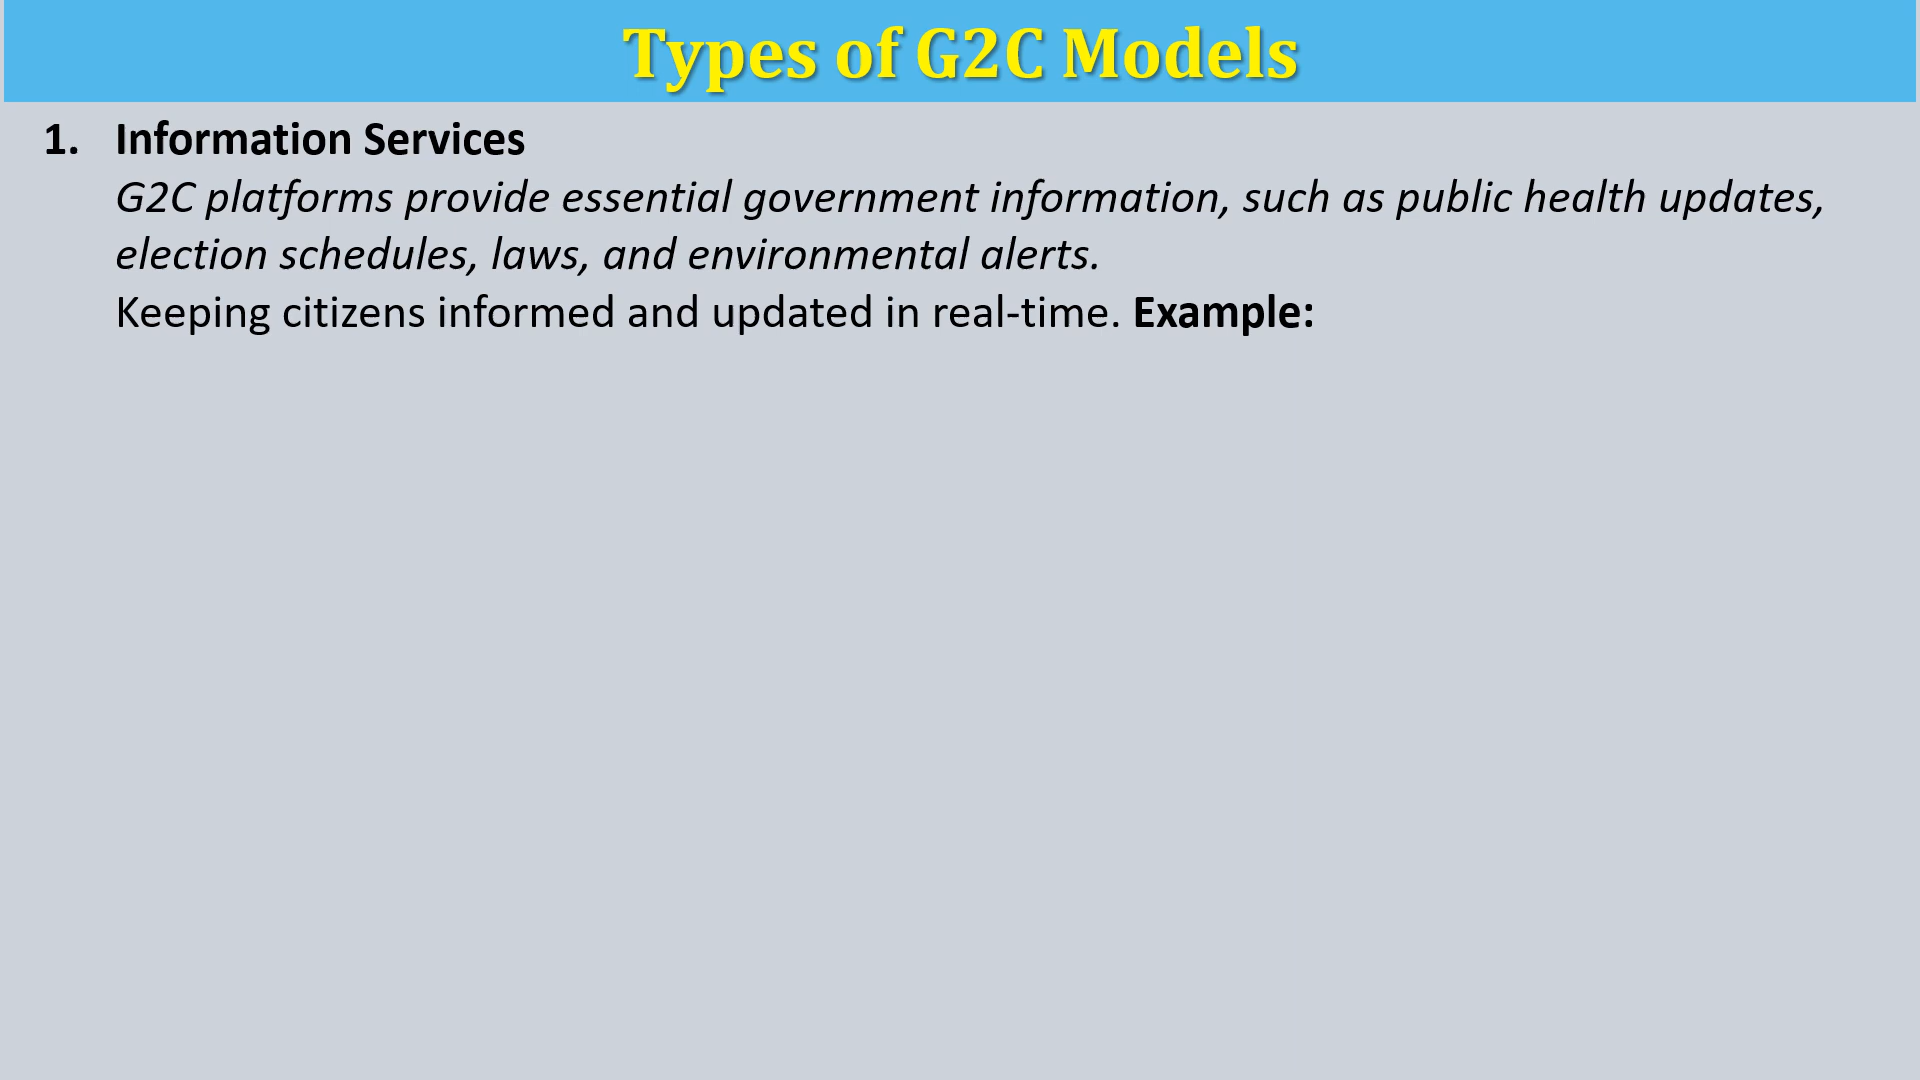 Types of G2C Models
1. Information Services
G2C platforms provide essential government information, such as public health updates,
election schedules, laws, and environmental alerts.
Keeping citizens informed and updated in real-time. Example: